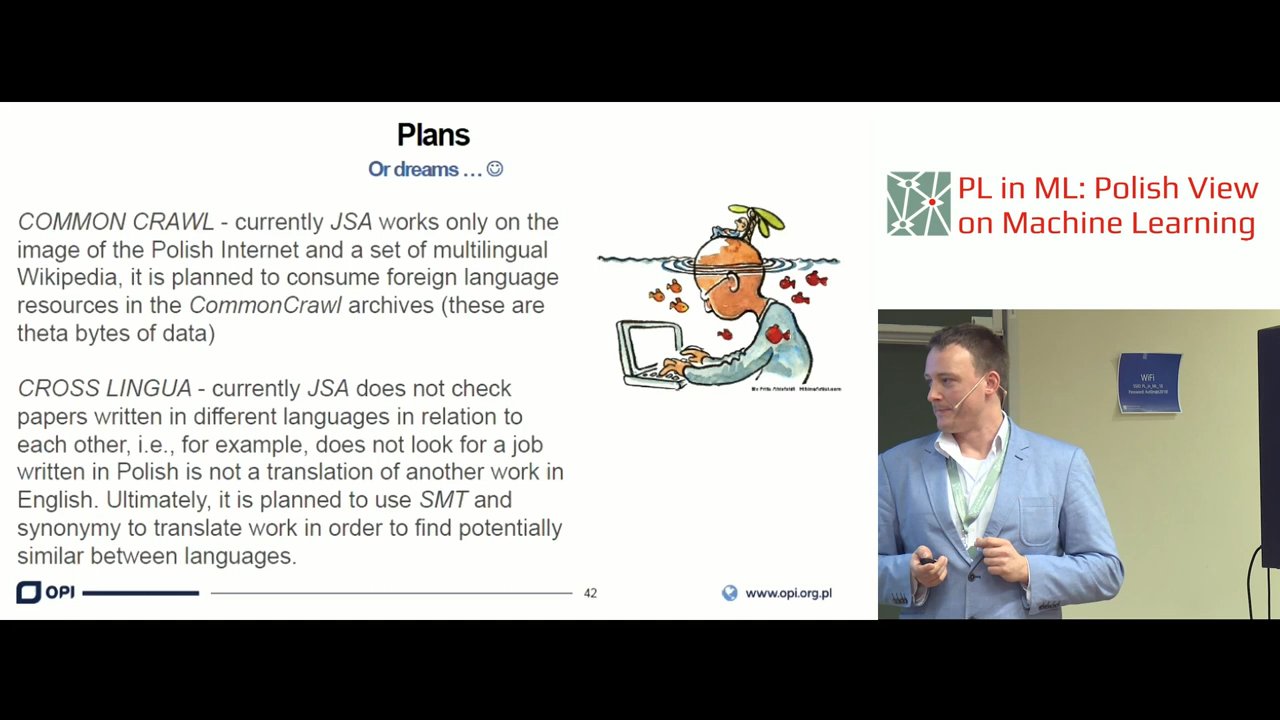 Plans
Or dreams … ☺
COMMON CRAWL - currently JSA works only on the
image of the Polish Internet and a set of multilingual
Wikipedia, it is planned to consume foreign language
resources in the CommonCrawl archives (these are
theta bytes of data)
CROSS LINGUA - currently JSA does not check
papers written in different languages in relation to
each other, i.e., for example, does not look for a job
written in Polish is not a translation of another work in
English. Ultimately, it is planned to use SMT and
synonymy to translate work in order to find potentially
similar between languages.
OPI
42
www.opi.org.pl
PL in ML: Polish View
on Machine Learning
WiFi